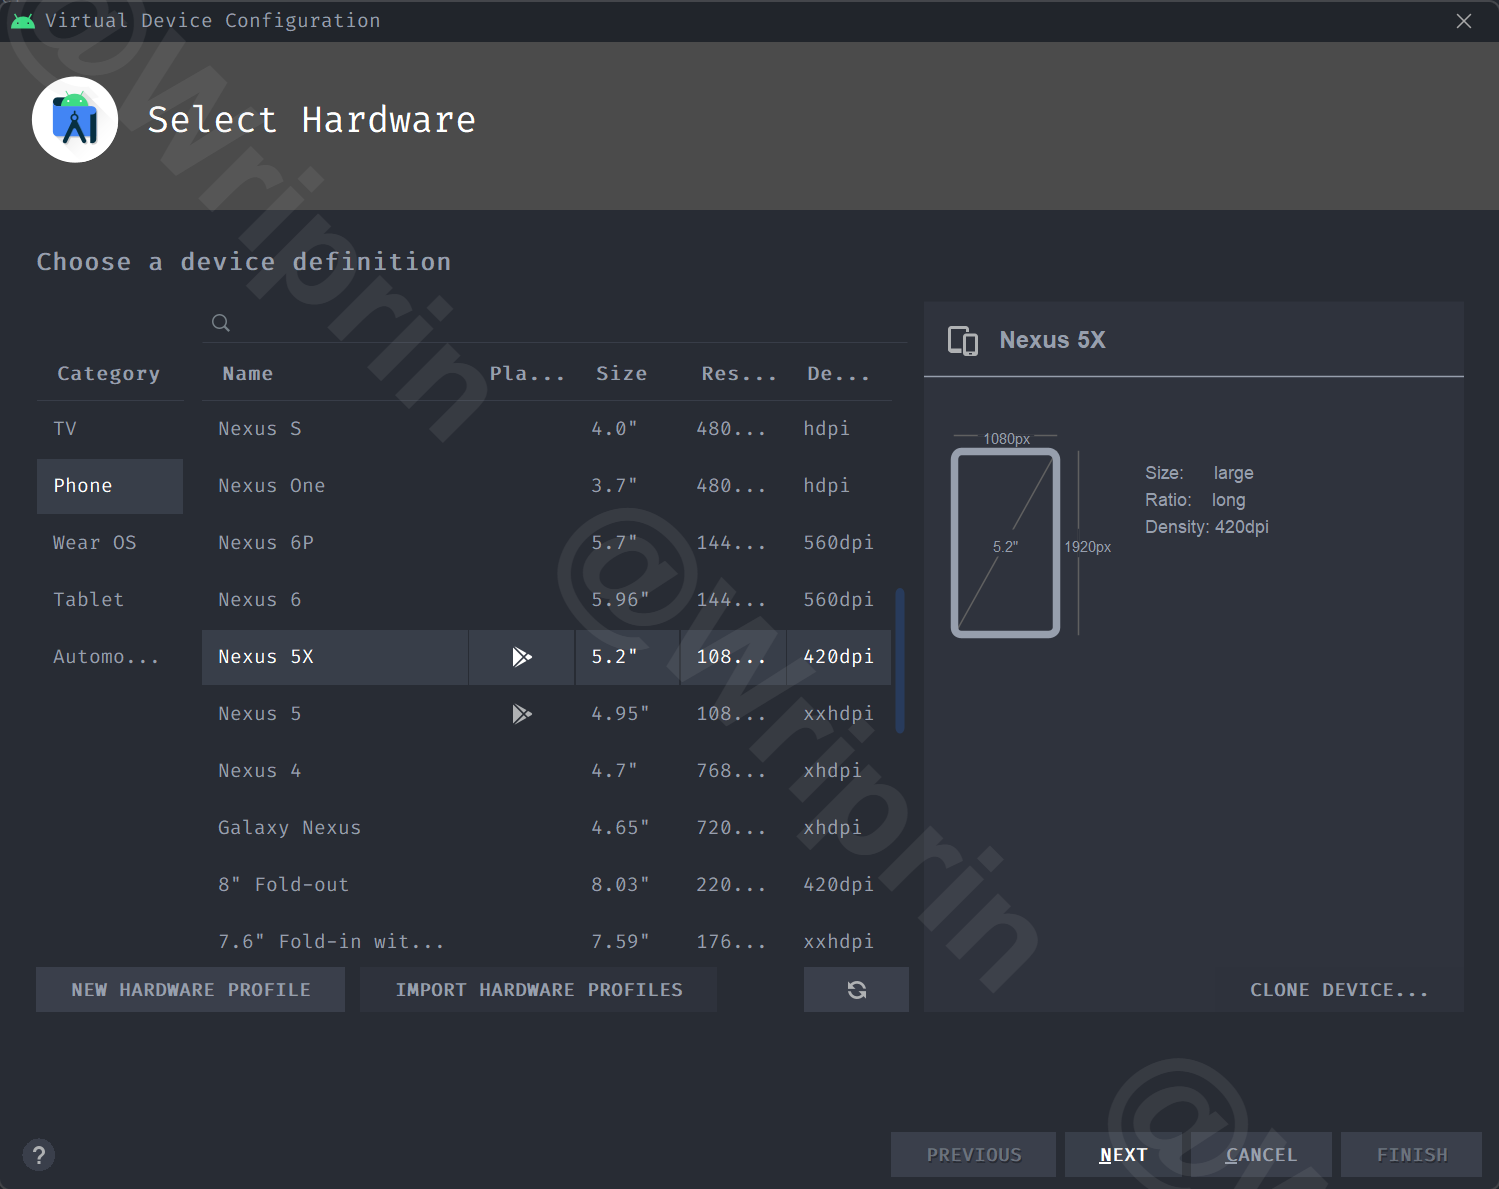 Virtual Device Configuration
Select Hardware
Choose a device definition
Category Name Pla... Size Res... De...
TV Nexus S 4.0" 480... hdpi
Phone Nexus One 3.7" 480... hdpi
Wear OS Nexus 6P 5.7" 144... 560dpi
Tablet Nexus 6 5.96" 144... 560dpi
Automo... Nexus 5X 5.2" 108... 420dpi
Nexus 5 4.95" 108... xxhdpi
Nexus 4 4.7" 768... xhdpi
Galaxy Nexus 4.65" 720... xhdpi
8" Fold-out 8.03" 220... 420dpi
7.6" Fold-in wit... 7.59" 176... xxhdpi
NEW HARDWARE PROFILE IMPORT HARDWARE PROFILES
Nexus 5X
1080px
Size: large
Ratio: long
Density: 420dpi
5.2" 1920px
CLONE DEVICE...
? PREVIOUS NEXT CANCEL FINISH
@Wriprin
@Wriprin
@W